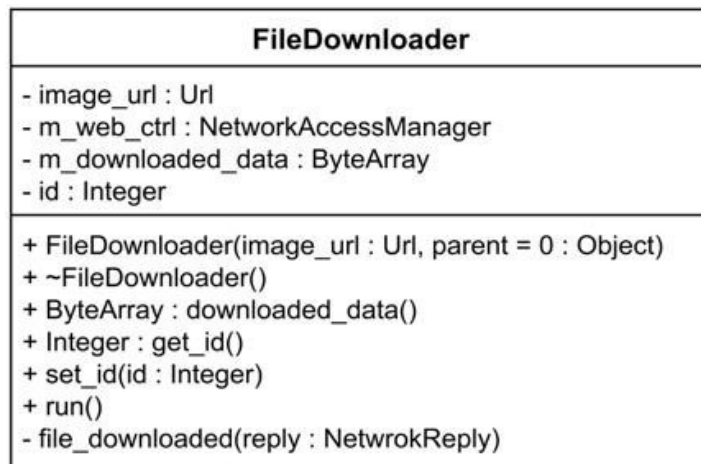 FileDownloader
- image_url : Url
- m_web_ctrl : NetworkAccessManager
- m_downloaded_data : ByteArray
- id : Integer
+ FileDownloader(image_url : Url, parent = 0 : Object)
+ ~FileDownloader()
+ ByteArray : downloaded_data()
+ Integer : get_id()
+ set_id(id : Integer)
+ run()
- file_downloaded(reply : NetwrokReply)